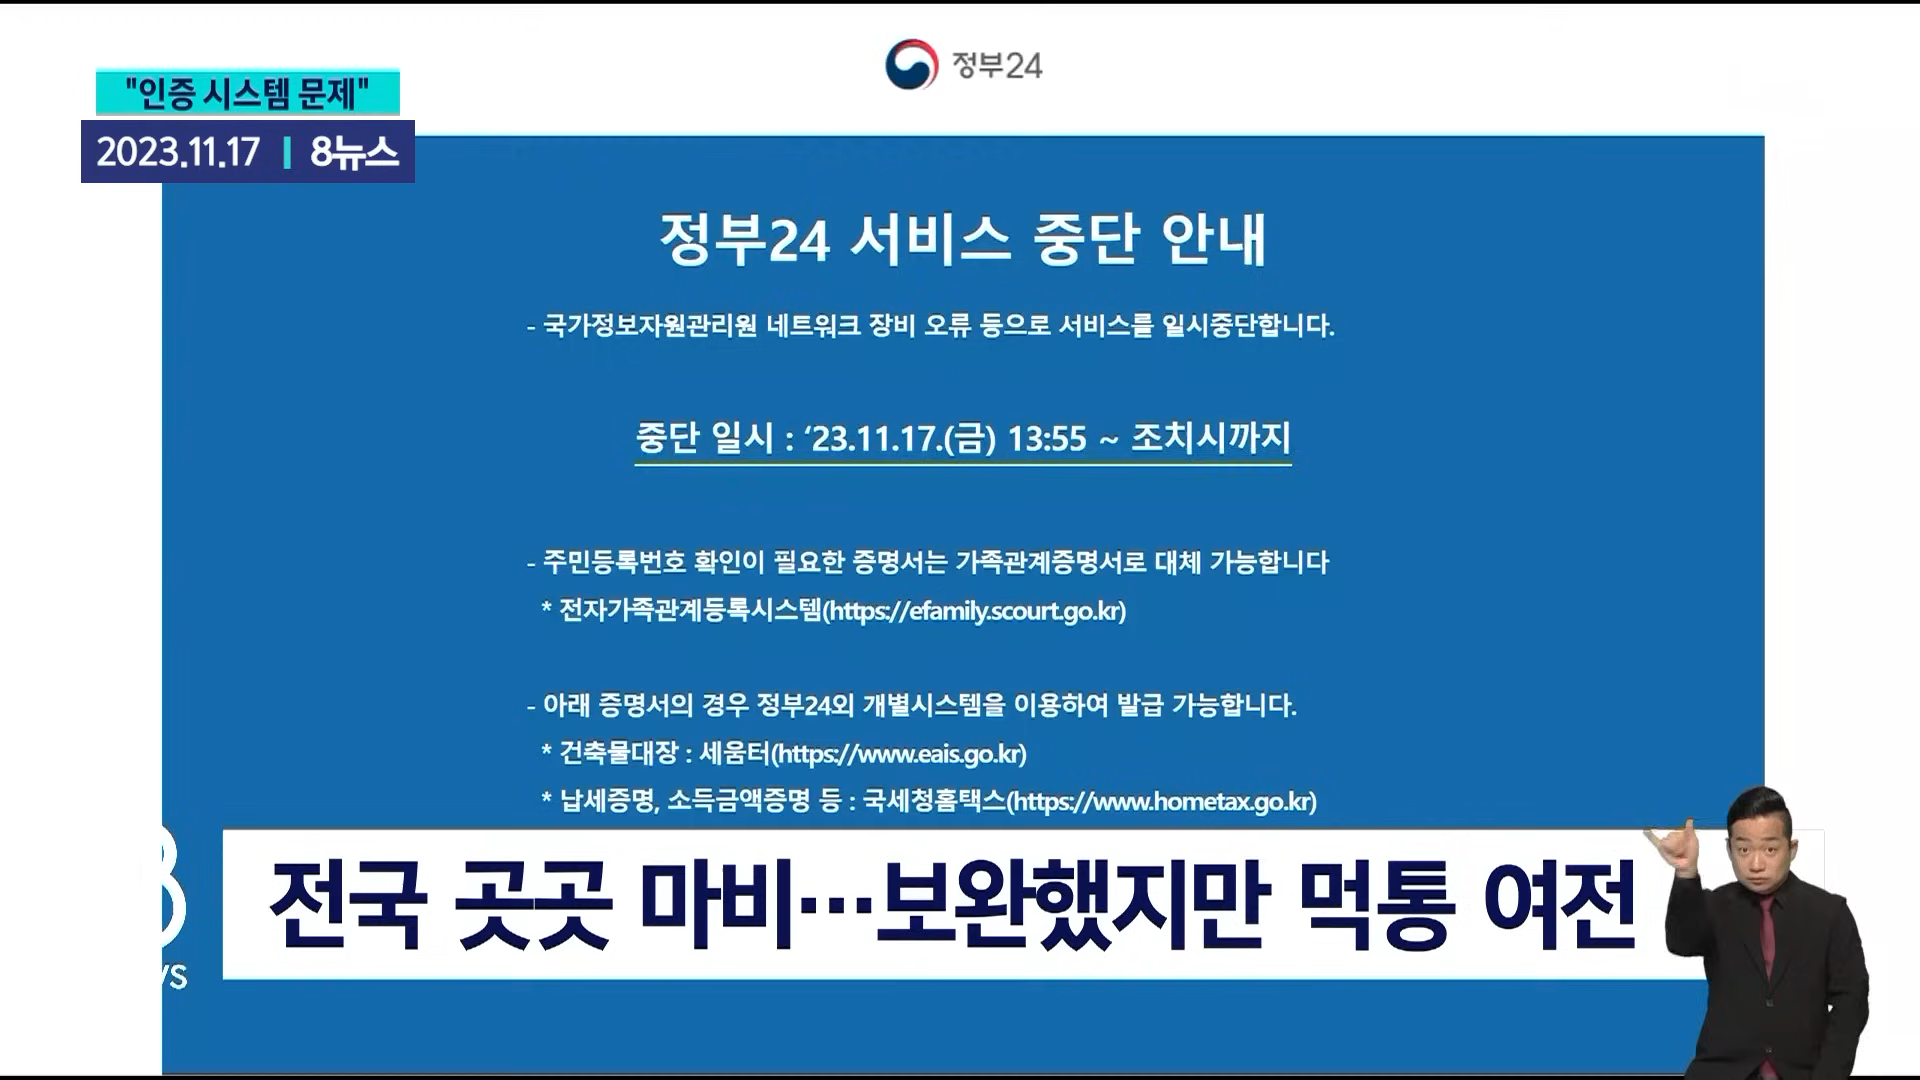 정부24
"인증 시스템 문제"
2023.11.17 | 8뉴스
정부24 서비스 중단 안내
- 국가정보자원관리원 네트워크 장비 오류 등으로 서비스를 일시중단합니다.
중단 일시 : ‘23.11.17.(금) 13:55 ~ 조치시까지
- 주민등록번호 확인이 필요한 증명서는 가족관계증명서로 대체 가능합니다
* 전자가족관계등록시스템(https://efamily.scourt.go.kr)
- 아래 증명서의 경우 정부24외 개별시스템을 이용하여 발급 가능합니다.
* 건축물대장 : 세움터(https://www.eais.go.kr)
* 납세증명, 소득금액증명 등 : 국세청홈택스(https://www.hometax.go.kr)
전국 곳곳 마비…보완했지만 먹통 여전